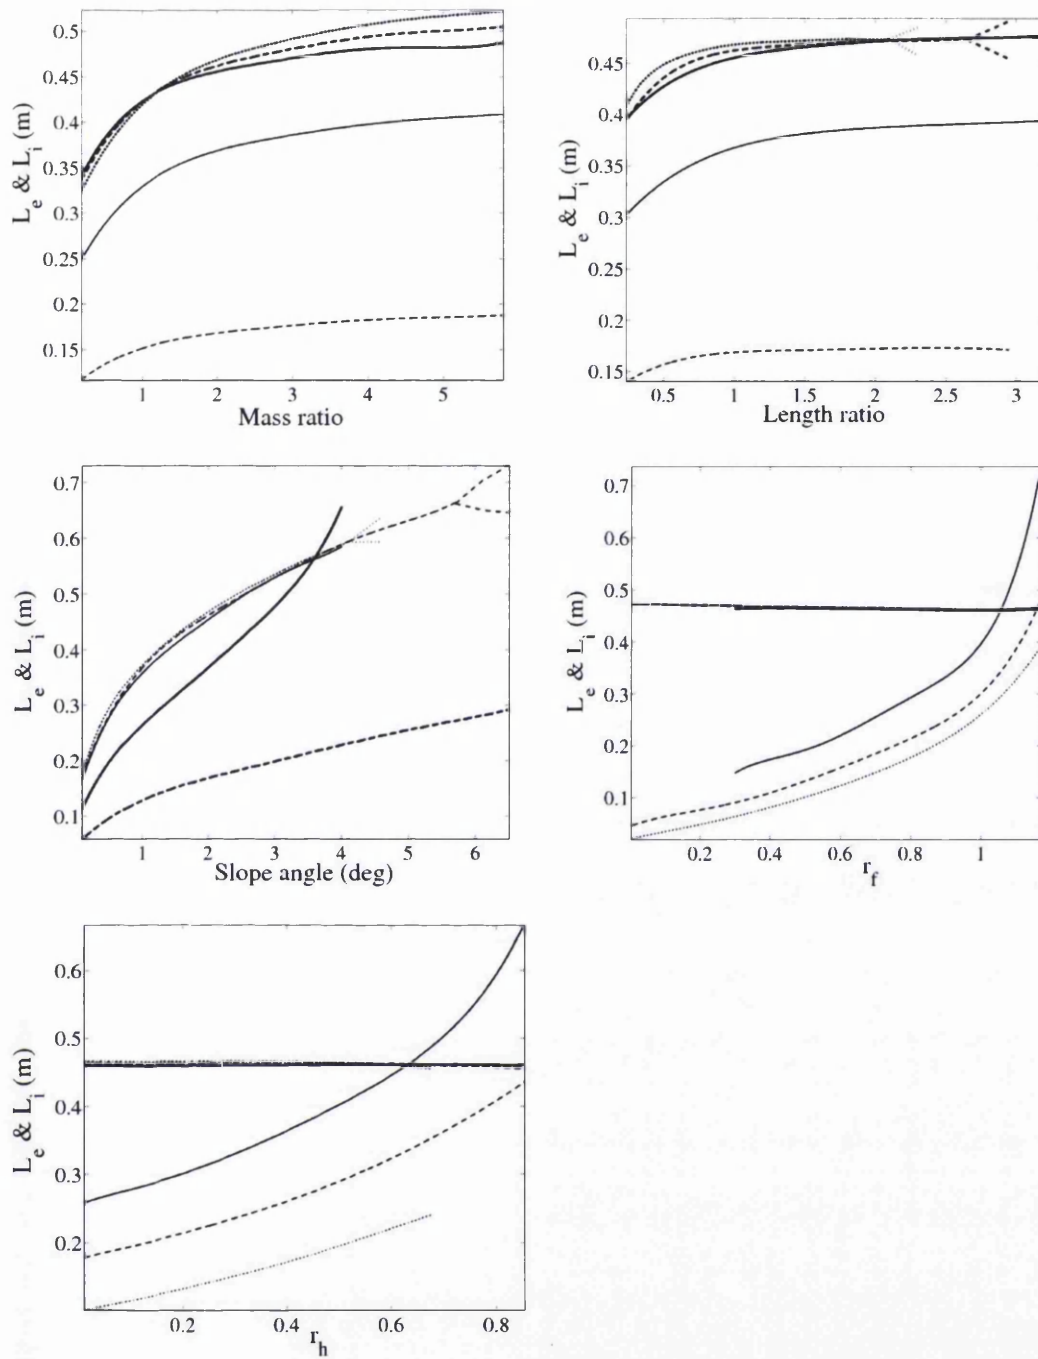 0.5
0.45
0.4
0.35
0.3
0.25
0.2
0.15
L_e & L_i (m)
1 2 3 4 5
Mass ratio
0.45
0.4
0.35
0.3
0.25
0.2
0.15
L_e & L_i (m)
0.5 1 1.5 2 2.5 3
Length ratio
0.7
0.6
0.5
0.4
0.3
0.2
0.1
L_e & L_i (m)
1 2 3 4 5 6
Slope angle (deg)
0.7
0.6
0.5
0.4
0.3
0.2
0.1
L_e & L_i (m)
0.2 0.4 0.6 0.8 1
r_f
0.6
0.5
0.4
0.3
0.2
L_e & L_i (m)
0.2 0.4 0.6 0.8
r_h